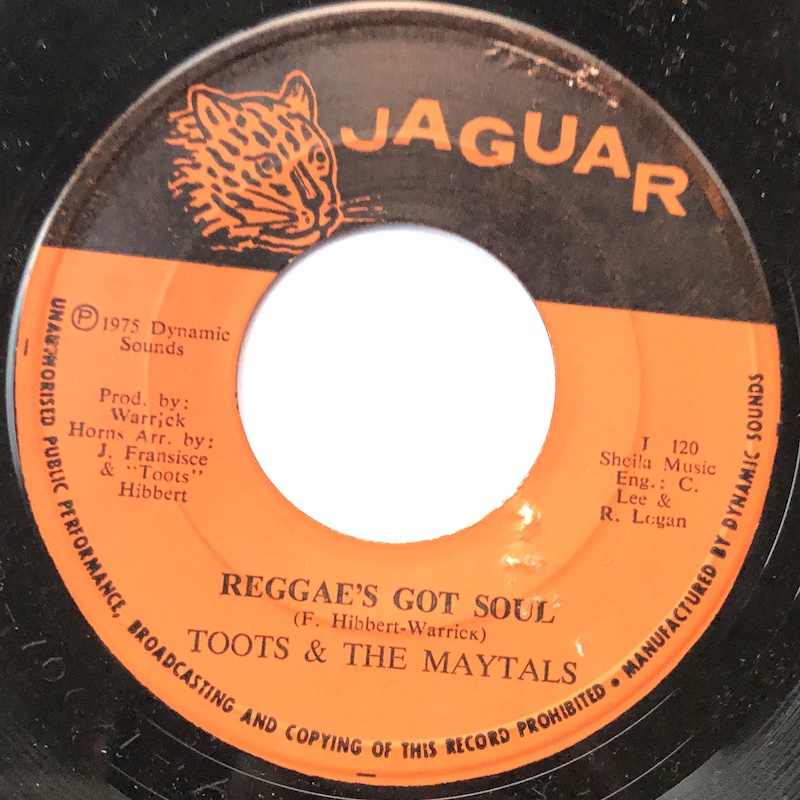 JAGUAR
Ⓟ1975 Dynamic
Sounds
Prod. by:
Warrick
Horns Arr. by:
J. Fransisce
& "Toots"
Hibbert
J 120
Sheila Music
Eng.: C.
Lee &
R. Logan
REGGAE'S GOT SOUL
(F. Hibbert-Warrick)
TOOTS & THE MAYTALS
UNAUTHORISED PUBLIC PERFORMANCE, BROADCASTING AND COPYING OF THIS RECORD PROHIBITED • MANUFACTURED BY DYNAMIC SOUNDS